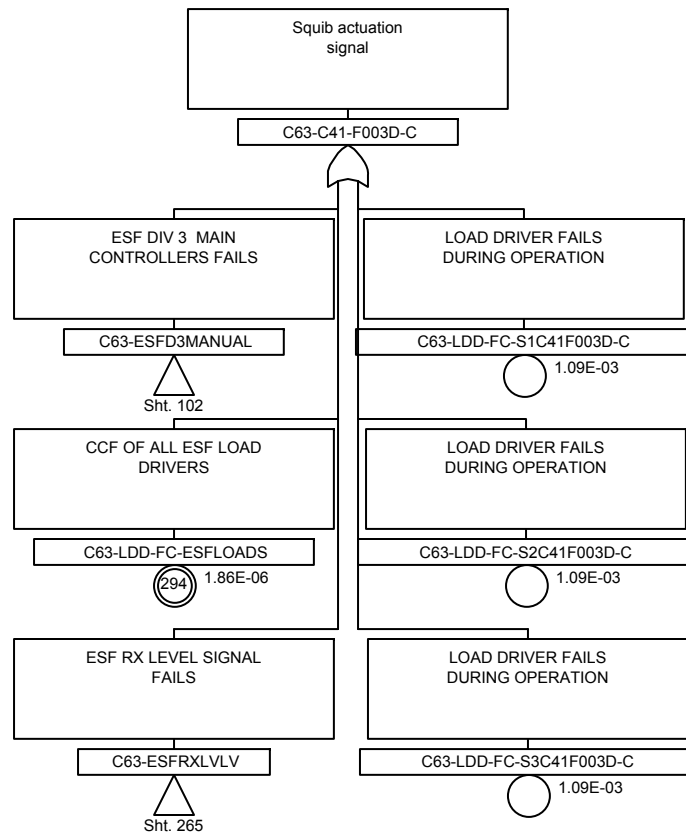 Squib actuation
signal
C63-C41-F003D-C
ESF DIV 3 MAIN
CONTROLLERS FAILS
C63-ESFD3MANUAL
Sht. 102
LOAD DRIVER FAILS
DURING OPERATION
C63-LDD-FC-S1C41F003D-C
1.09E-03
CCF OF ALL ESF LOAD
DRIVERS
C63-LDD-FC-ESFLOADS
294
1.86E-06
LOAD DRIVER FAILS
DURING OPERATION
C63-LDD-FC-S2C41F003D-C
1.09E-03
ESF RX LEVEL SIGNAL
FAILS
C63-ESFRXLVLV
Sht. 265
LOAD DRIVER FAILS
DURING OPERATION
C63-LDD-FC-S3C41F003D-C
1.09E-03